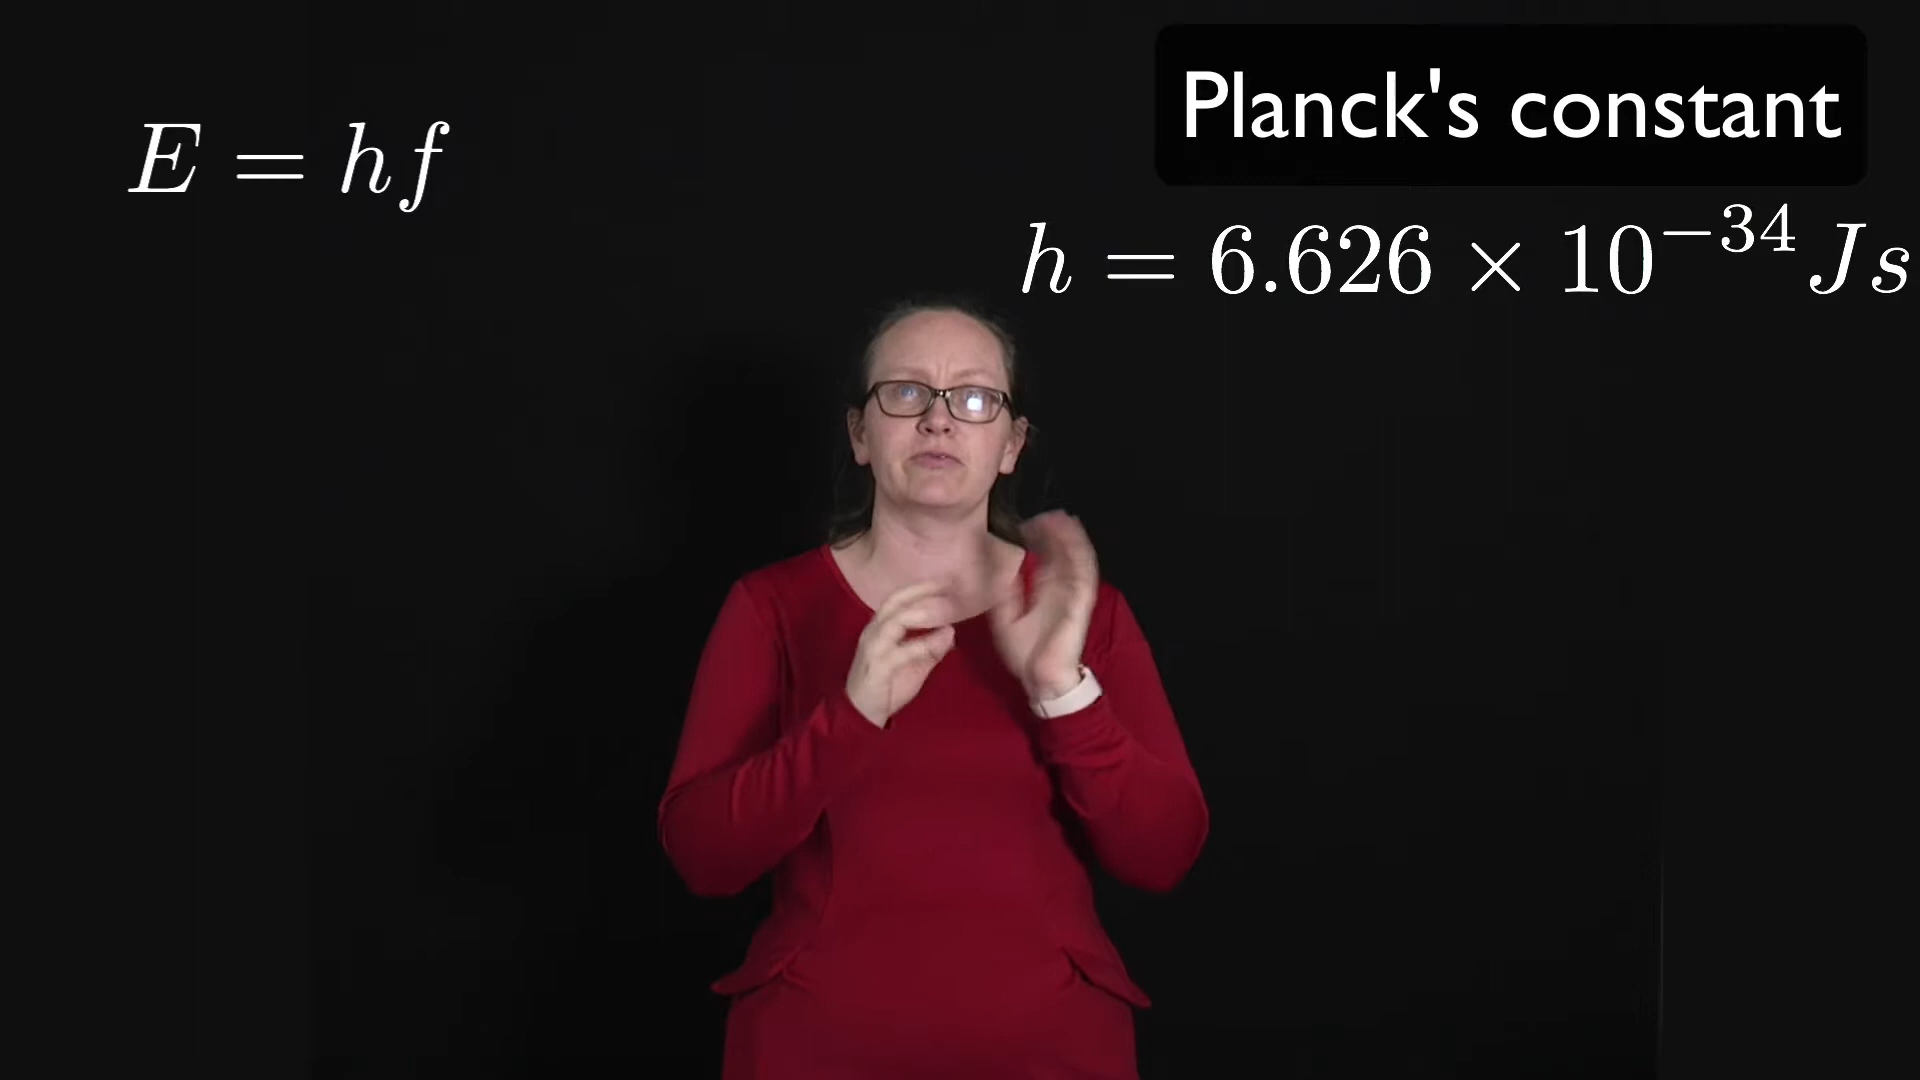 E = hf
Planck's constant
h = 6.626 × 10⁻³⁴ Js